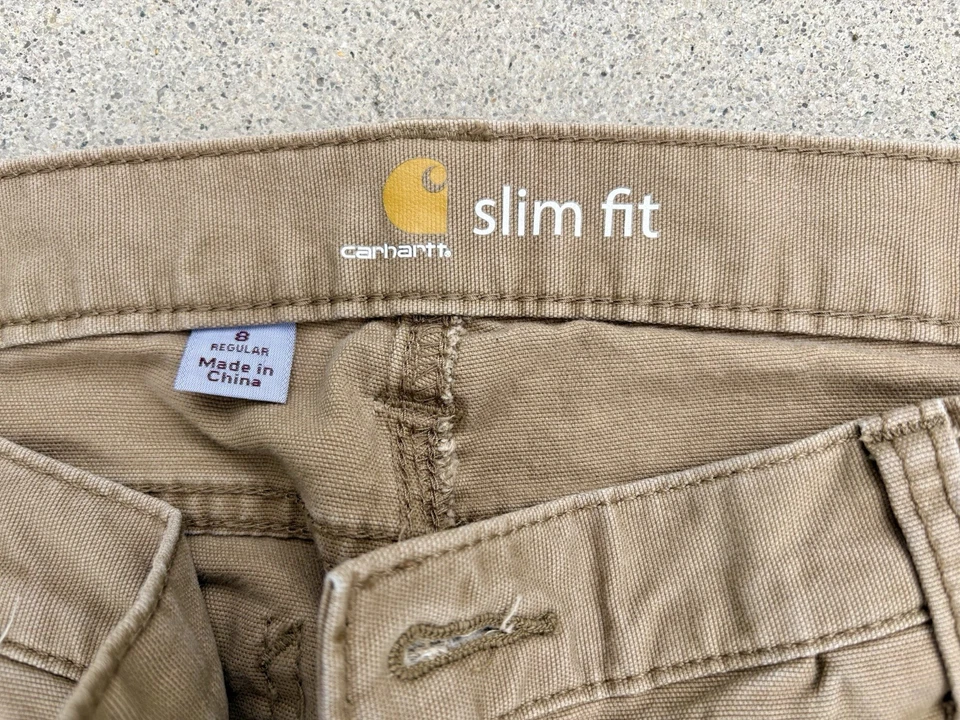 slim fit
carhartt
8
REGULAR
Made in
China